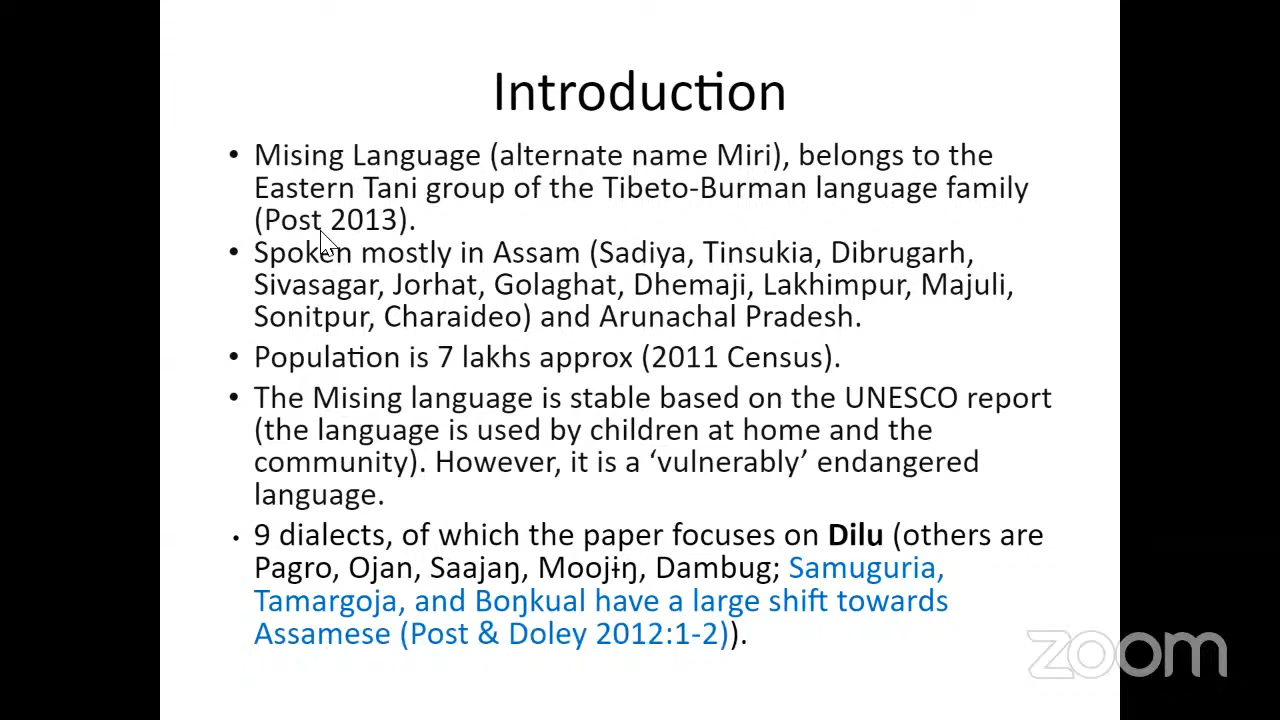 Introduction
• Mising Language (alternate name Miri), belongs to the
Eastern Tani group of the Tibeto-Burman language family
(Post 2013).
• Spoken mostly in Assam (Sadiya, Tinsukia, Dibrugarh,
Sivasagar, Jorhat, Golaghat, Dhemaji, Lakhimpur, Majuli,
Sonitpur, Charaideo) and Arunachal Pradesh.
• Population is 7 lakhs approx (2011 Census).
• The Mising language is stable based on the UNESCO report
(the language is used by children at home and the
community). However, it is a ‘vulnerably’ endangered
language.
• 9 dialects, of which the paper focuses on Dilu (others are
Pagro, Ojan, Saajaŋ, Moojɨŋ, Dambug; Samuguria,
Tamargoja, and Boŋkual have a large shift towards
Assamese (Post & Doley 2012:1-2)).
zoom